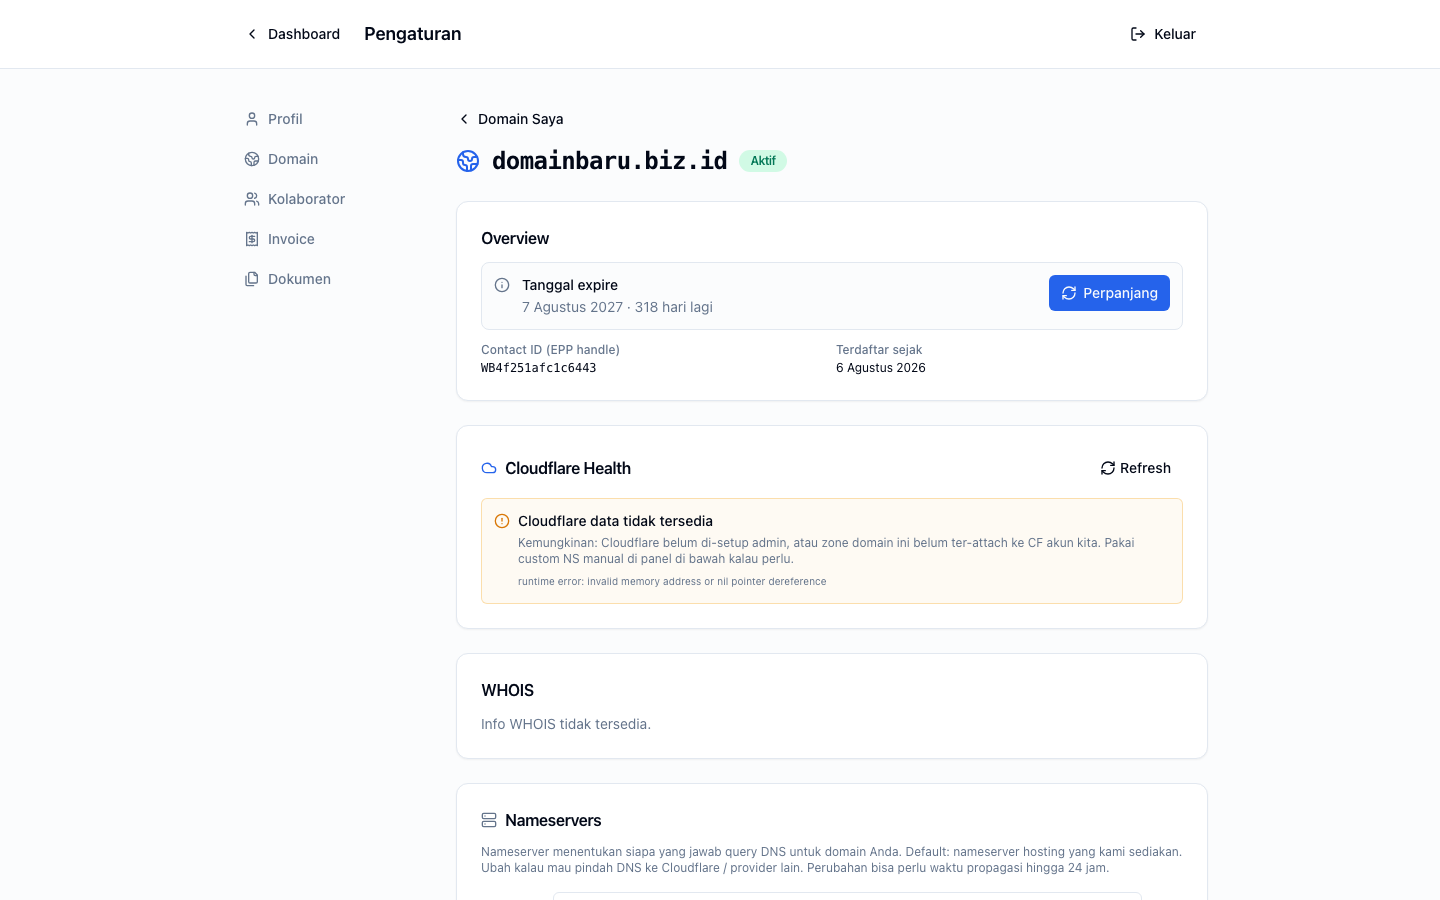 Dashboard
Pengaturan
Keluar
Profil
Domain
Kolaborator
Invoice
Dokumen
Domain Saya
domainbaru.biz.id
Aktif
Overview
Tanggal expire
7 Agustus 2027 · 318 hari lagi
Perpanjang
Contact ID (EPP handle)
WB4f251afc1c6443
Terdaftar sejak
6 Agustus 2026
Cloudflare Health
Refresh
Cloudflare data tidak tersedia
Kemungkinan: Cloudflare belum di-setup admin, atau zone domain ini belum ter-attach ke CF akun kita. Pakai
custom NS manual di panel di bawah kalau perlu.
runtime error: invalid memory address or nil pointer dereference
WHOIS
Info WHOIS tidak tersedia.
Nameservers
Nameserver menentukan siapa yang jawab query DNS untuk domain Anda. Default: nameserver hosting yang kami sediakan.
Ubah kalau mau pindah DNS ke Cloudflare / provider lain. Perubahan bisa perlu waktu propagasi hingga 24 jam.